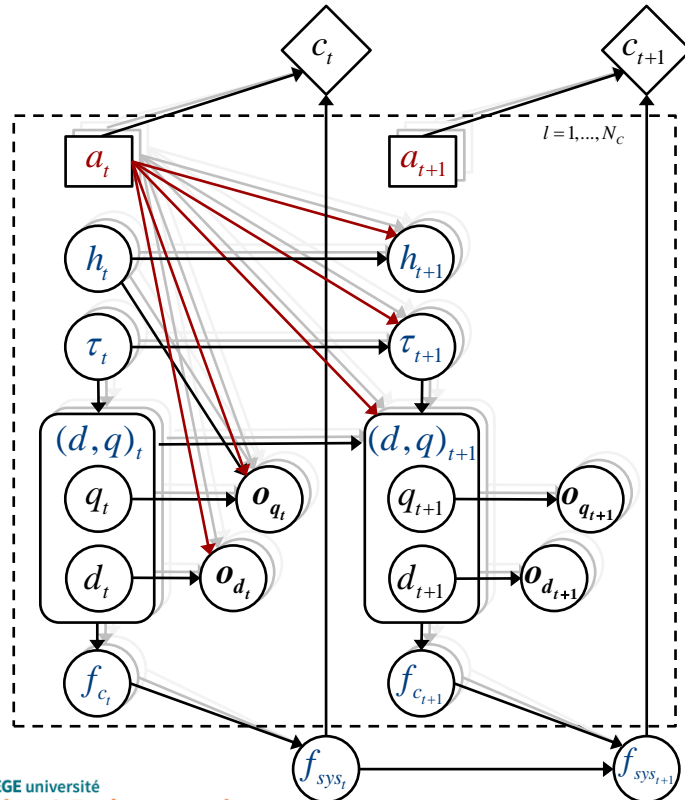 c_t c_{t+1}
l = 1,...,N_C
a_t a_{t+1}
h_t h_{t+1}
τ_t τ_{t+1}
(d,q)_t (d,q)_{t+1}
q_t o_{q_t} q_{t+1} o_{q_{t+1}}
d_t o_{d_t} d_{t+1} o_{d_{t+1}}
f_{c_t} f_{c_{t+1}}
f_{sys_t} f_{sys_{t+1}}
EGE université